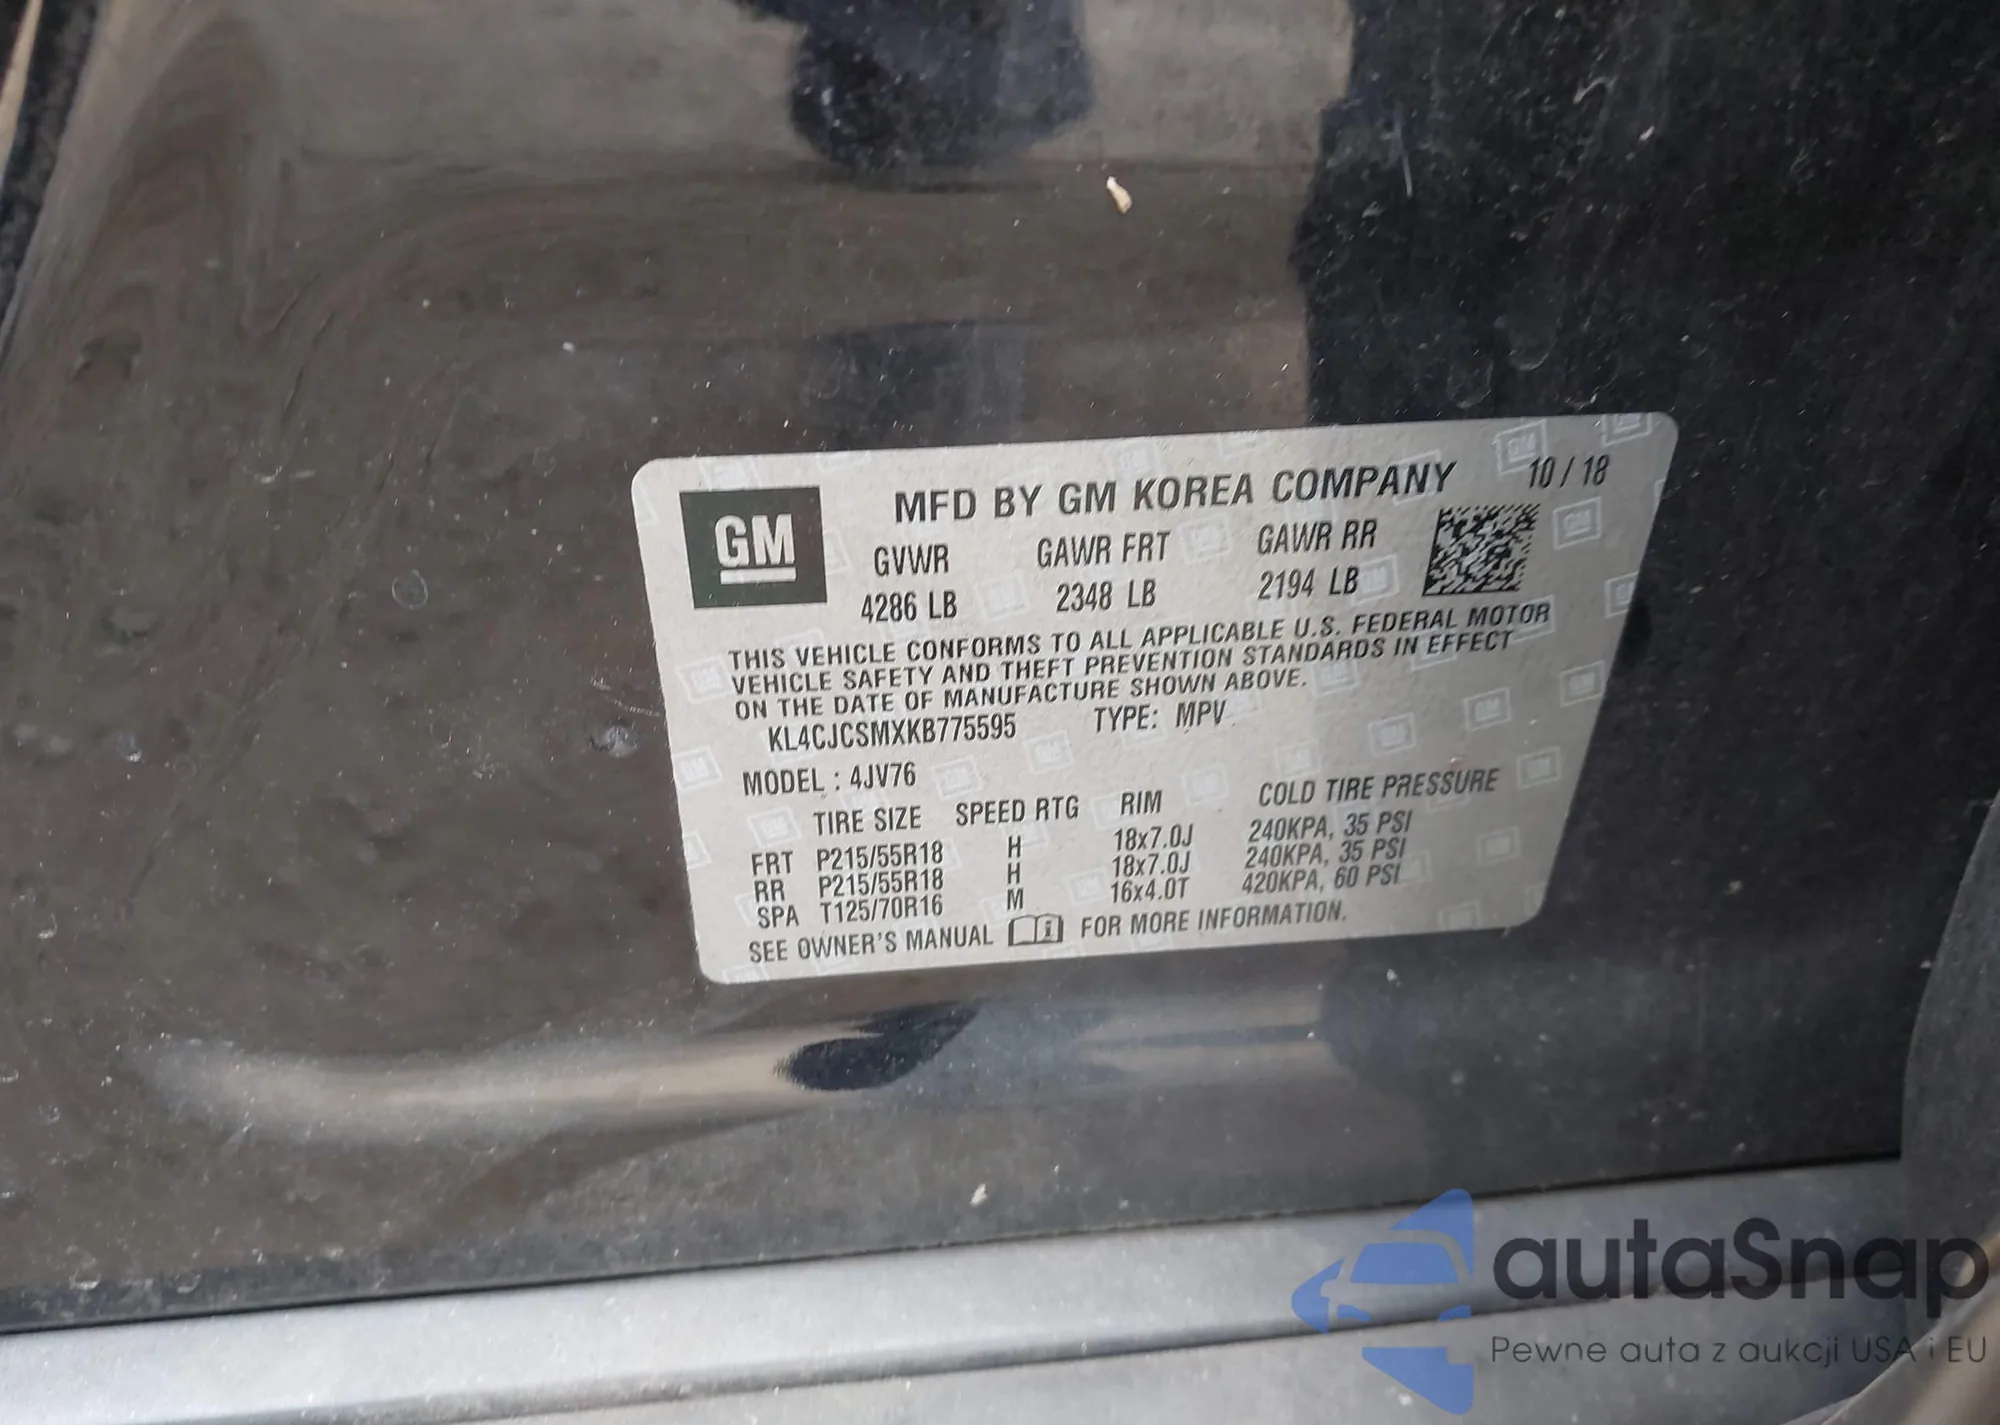 GM
MFD BY GM KOREA COMPANY 10 / 18
GVWR GAWR FRT GAWR RR
4286 LB 2348 LB 2194 LB
THIS VEHICLE CONFORMS TO ALL APPLICABLE U.S. FEDERAL MOTOR
VEHICLE SAFETY AND THEFT PREVENTION STANDARDS IN EFFECT
ON THE DATE OF MANUFACTURE SHOWN ABOVE.
KL4CJCSMXKB775595 TYPE: MPV
MODEL : 4JV76
TIRE SIZE SPEED RTG RIM COLD TIRE PRESSURE
FRT P215/55R18 H 18x7.0J 240KPA, 35 PSI
RR P215/55R18 H 18x7.0J 240KPA, 35 PSI
SPA T125/70R16 M 16x4.0T 420KPA, 60 PSI
SEE OWNER'S MANUAL FOR MORE INFORMATION.
autaSnap
Pewne auta z aukcji USA i EU